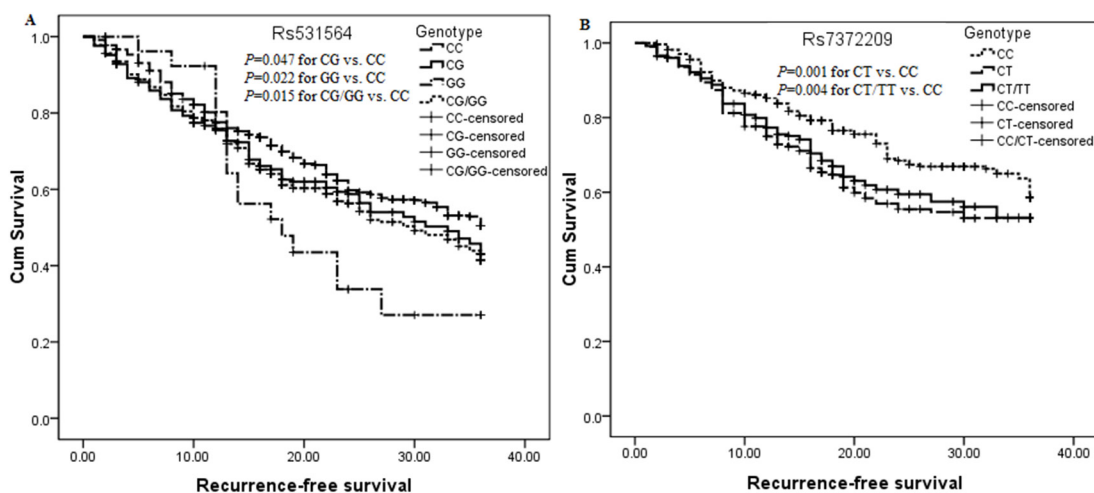 A
Rs531564
P=0.047 for CG vs. CC
P=0.022 for GG vs. CC
P=0.015 for CG/GG vs. CC
Genotype
CC
CG
GG
CG/GG
CC-censored
CG-censored
GG-censored
CG/GG-censored
Cum Survival
1.0
0.8
0.6
0.4
0.2
0.0
0.00 10.00 20.00 30.00 40.00
Recurrence-free survival
B
Rs7372209
P=0.001 for CT vs. CC
P=0.004 for CT/TT vs. CC
Genotype
CC
CT
CT/TT
CC-censored
CT-censored
CC/CT-censored
Cum Survival
1.0
0.8
0.6
0.4
0.2
0.0
0.00 10.00 20.00 30.00 40.00
Recurrence-free survival